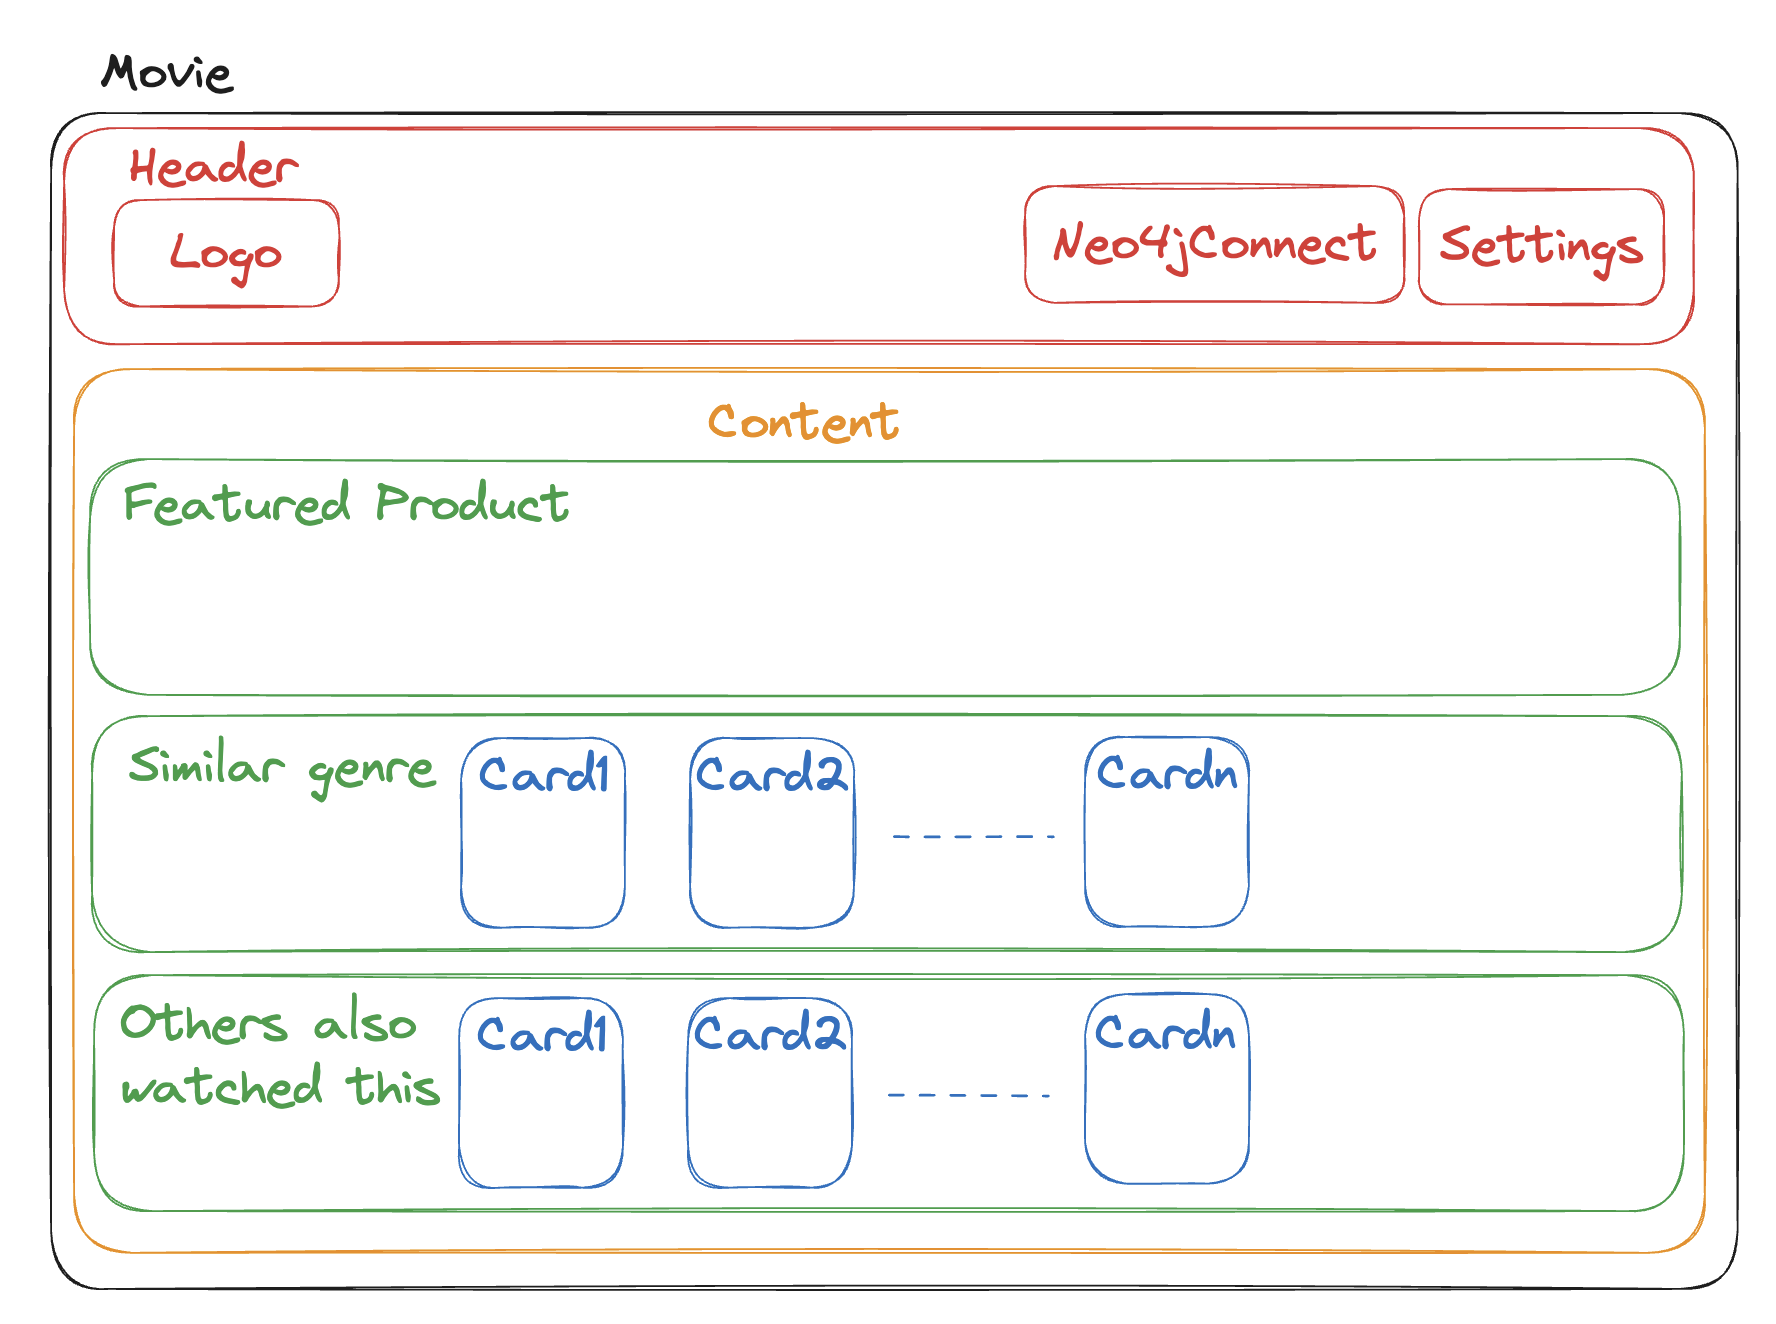 Movie
Header
Logo
Neo4jConnect
Settings
Content
Featured Product
Similar genre
Card1
Card2
Cardn
Others also
watched this
Card1
Card2
Cardn